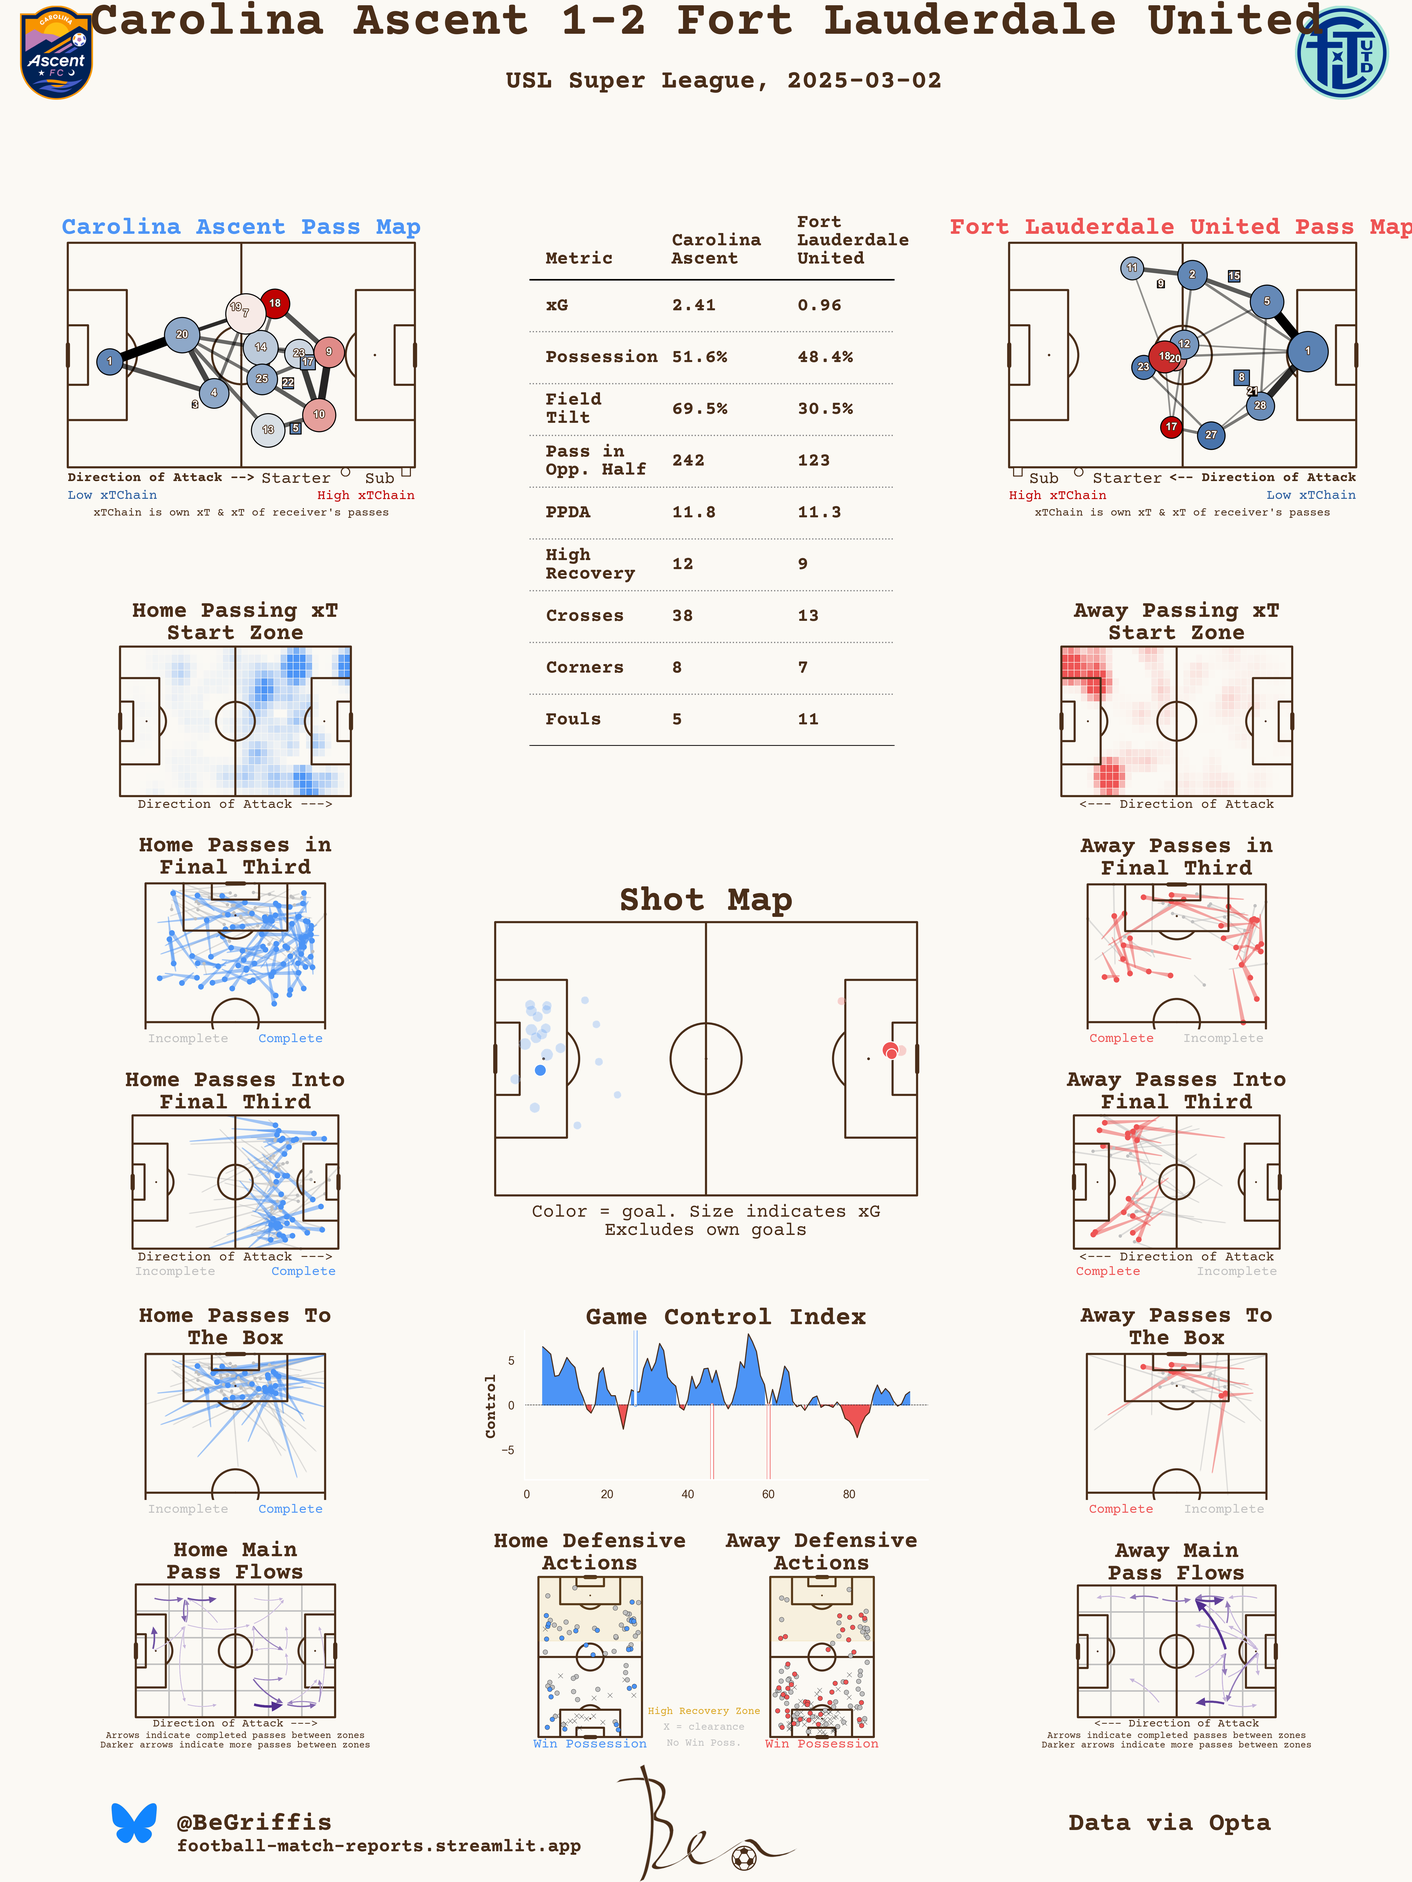 Carolina Ascent 1-2 Fort Lauderdale United
USL Super League, 2025-03-02
CAROLINA
Ascent
FC
UTD
Carolina Ascent Pass Map
1
20
4
3
19
7
18
14
23
17
9
25
22
10
13
5
Direction of Attack --> Starter Sub
Low xTChain High xTChain
xTChain is own xT & xT of receiver's passes
Metric Carolina Ascent Fort Lauderdale United
xG 2.41 0.96
Possession 51.6% 48.4%
Field Tilt 69.5% 30.5%
Pass in Opp. Half 242 123
PPDA 11.8 11.3
High Recovery 12 9
Crosses 38 13
Corners 8 7
Fouls 5 11
Fort Lauderdale United Pass Map
11
9
2
15
5
12
18
20
23
1
8
21
28
17
27
Sub Starter <-- Direction of Attack
High xTChain Low xTChain
xTChain is own xT & xT of receiver's passes
Home Passing xT
Start Zone
Direction of Attack --->
Away Passing xT
Start Zone
<--- Direction of Attack
Home Passes in
Final Third
Incomplete Complete
Away Passes in
Final Third
Complete Incomplete
Shot Map
Color = goal. Size indicates xG
Excludes own goals
Home Passes Into
Final Third
Direction of Attack --->
Incomplete Complete
Away Passes Into
Final Third
<--- Direction of Attack
Complete Incomplete
Home Passes To
The Box
Incomplete Complete
Game Control Index
Control
5
0
−5
0 20 40 60 80
Away Passes To
The Box
Complete Incomplete
Home Main
Pass Flows
Direction of Attack --->
Arrows indicate completed passes between zones
Darker arrows indicate more passes between zones
Home Defensive
Actions
Win Possession
High Recovery Zone
X = clearance
No Win Poss.
Away Defensive
Actions
Win Possession
Away Main
Pass Flows
<--- Direction of Attack
Arrows indicate completed passes between zones
Darker arrows indicate more passes between zones
@BeGriffis
football-match-reports.streamlit.app
Ben
Data via Opta